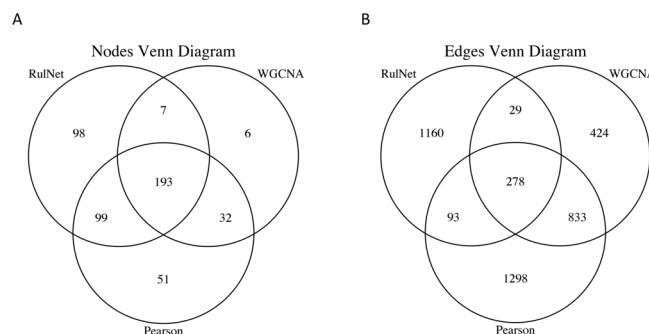 A
Nodes Venn Diagram
RulNet
WGCNA
7
98
6
193
99
32
51
Pearson
B
Edges Venn Diagram
RulNet
WGCNA
29
1160
424
278
93
833
1298
Pearson